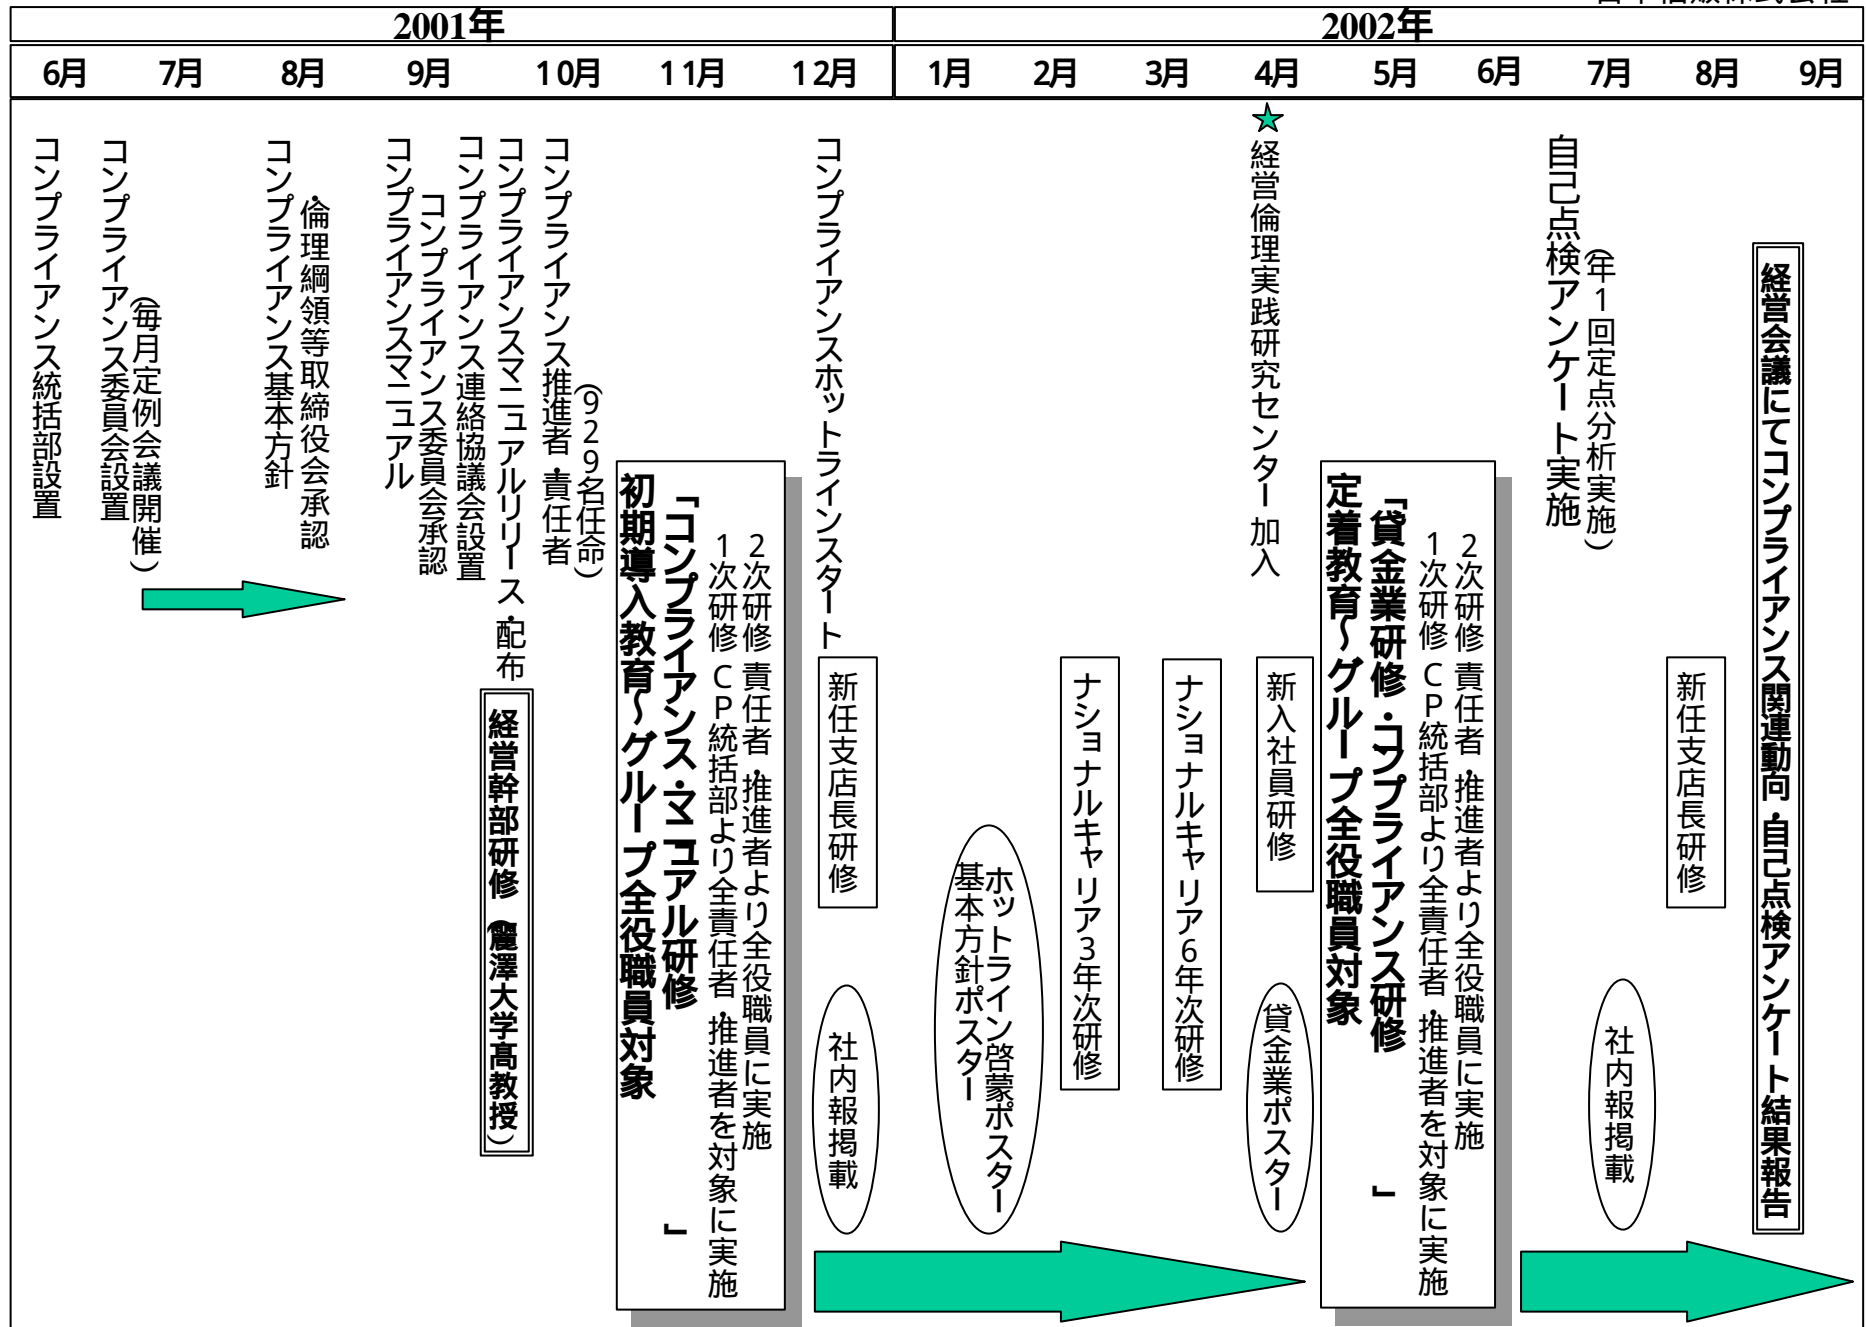 2001年
2002年
6月 7月 8月 9月 10月 11月 12月 1月 2月 3月 4月 5月 6月 7月 8月 9月
コンプライアンス統括部設置
コンプライアンス委員会設置
(毎月定例会議開催)
コンプライアンス基本方針
・倫理綱領等取締役会承認
コンプライアンスマニュアル
コンプライアンス委員会承認
コンプライアンス連絡協議会設置
コンプライアンスマニュアルリリース・配布
経営幹部研修(麗澤大学髙教授)
コンプライアンス推進者・責任者
(929名任命)
初期導入教育～グループ全役職員対象
「コンプライアンス・マニュアル研修」
1次研修 CP統括部より全責任者・推進者を対象に実施
2次研修 責任者・推進者より全役職員に実施
コンプライアンスホットラインスタート
新任支店長研修
社内報掲載
基本方針ポスター
ホットライン啓蒙ポスター
ナショナルキャリア3年次研修
ナショナルキャリア6年次研修
★経営倫理実践研究センター加入
新入社員研修
貸金業ポスター
定着教育～グループ全役職員対象
「貸金業研修・コンプライアンス研修」
1次研修 CP統括部より全責任者・推進者を対象に実施
2次研修 責任者・推進者より全役職員に実施
自己点検アンケート実施
(年1回定点分析実施)
社内報掲載
新任支店長研修
経営会議にてコンプライアンス関連動向・自己点検アンケート結果報告